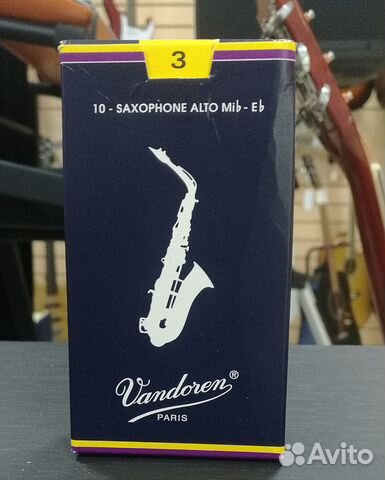 3
10 - SAXOPHONE ALTO Mib - Eb
Vandoren®
PARIS
Avito